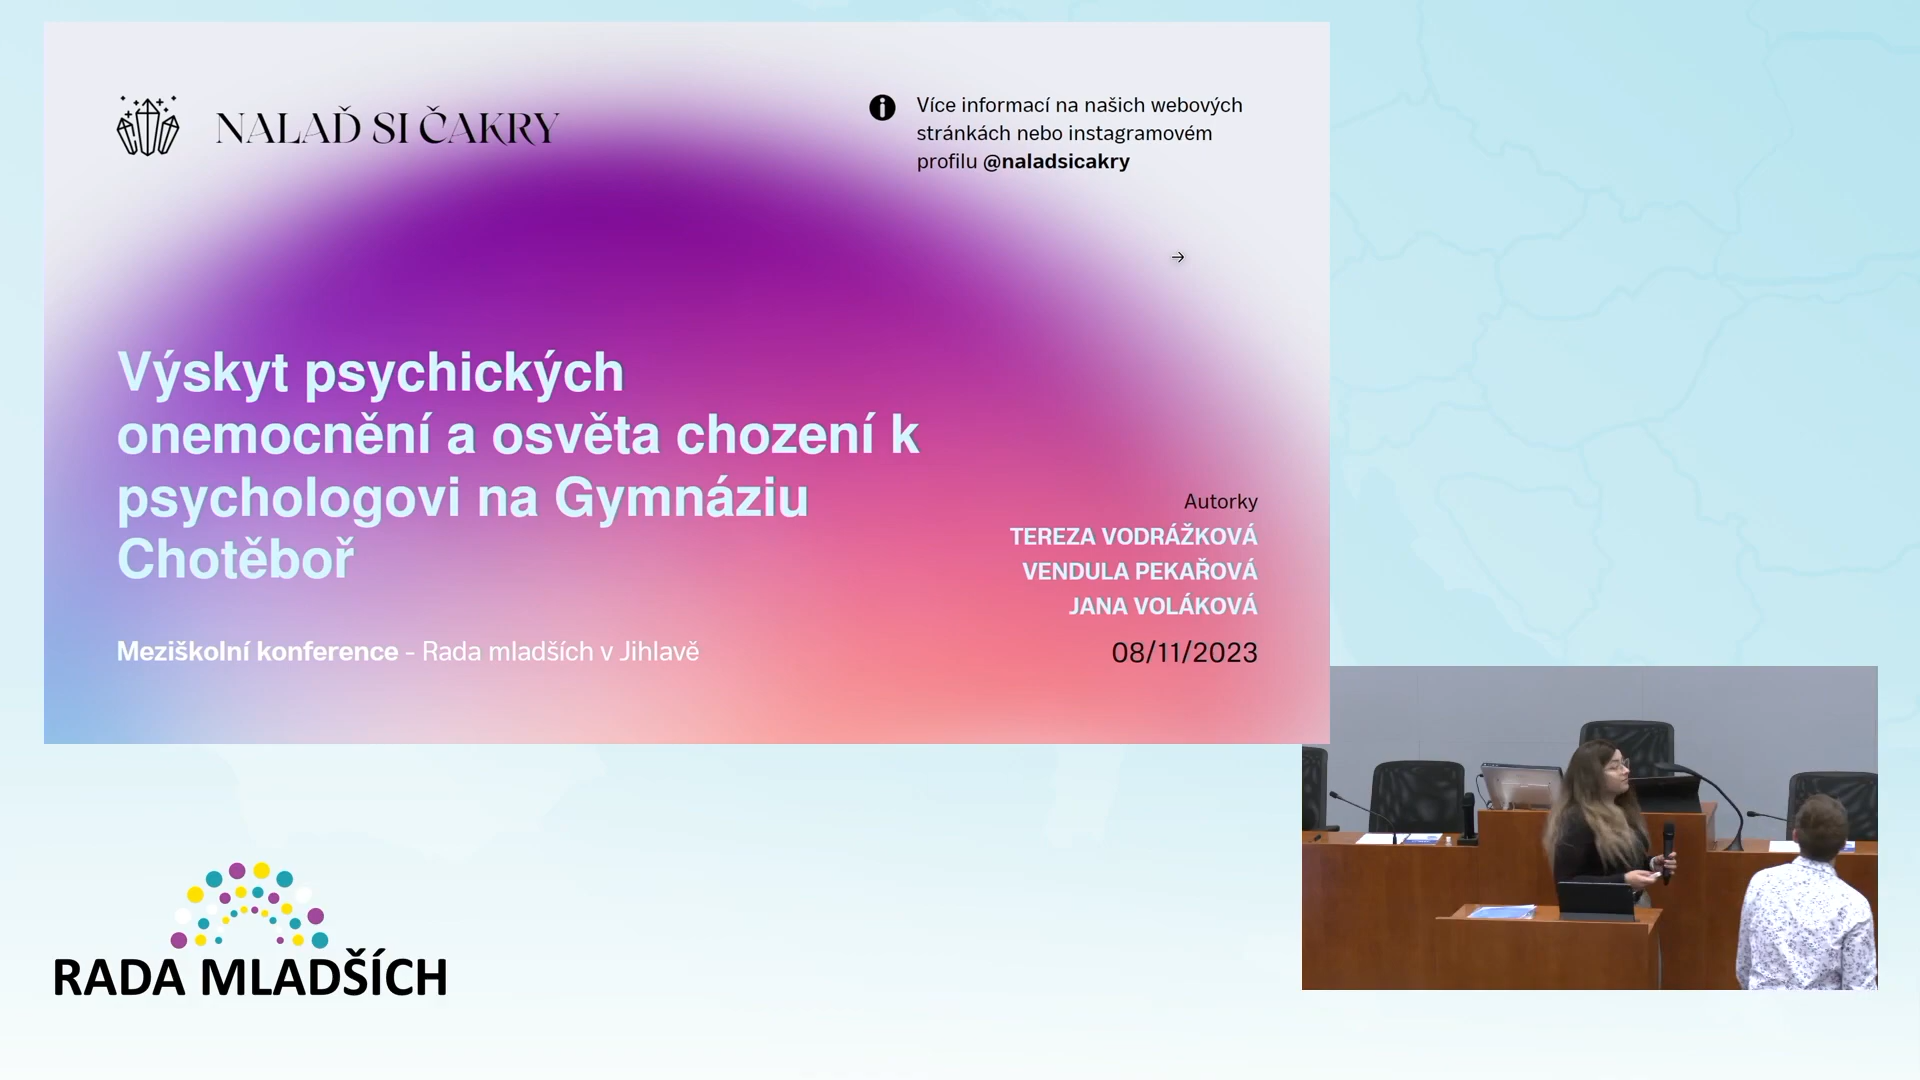 NALAĎ SI ČAKRY
Více informací na našich webových
stránkách nebo instagramovém
profilu @naladsicakry
Výskyt psychických
onemocnění a osvěta chození k
psychologovi na Gymnáziu
Chotěboř
Autorky
TEREZA VODRÁŽKOVÁ
VENDULA PEKAŘOVÁ
JANA VOLÁKOVÁ
Meziškolní konference - Rada mladších v Jihlavě
08/11/2023
RADA MLADŠÍCH